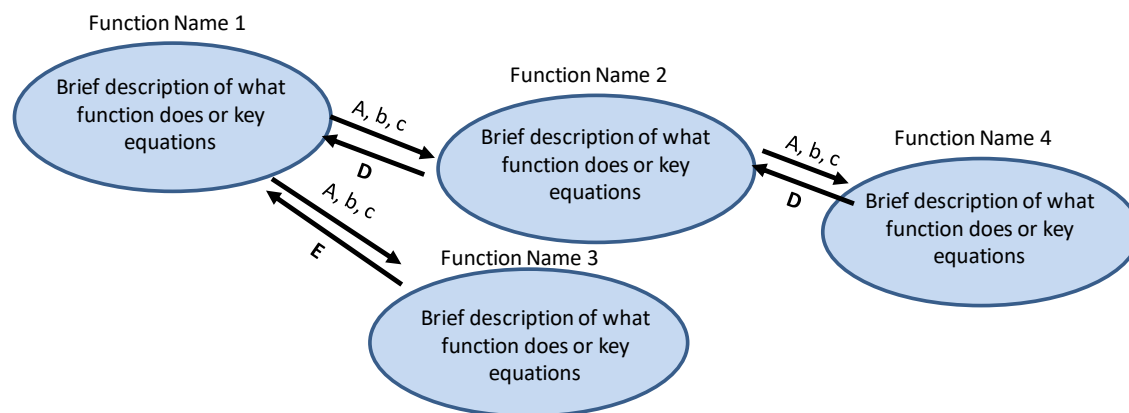 Function Name 1
Brief description of what
function does or key
equations
A, b, c
D
Function Name 2
Brief description of what
function does or key
equations
A, b, c
D
Function Name 4
Brief description of what
function does or key
equations
A, b, c
E
Function Name 3
Brief description of what
function does or key
equations